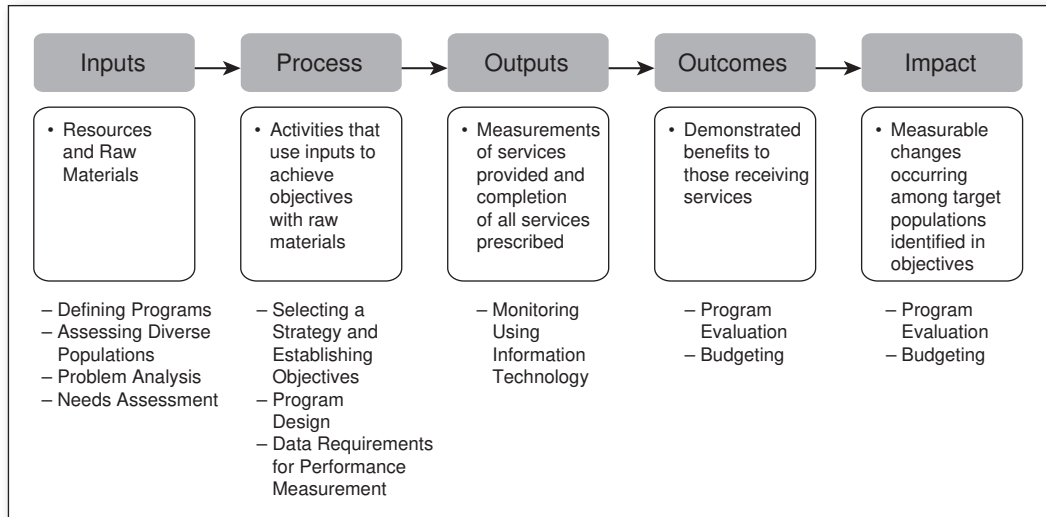 Inputs
Process
Outputs
Outcomes
Impact
• Resources
and Raw
Materials
• Activities that
use inputs to
achieve
objectives
with raw
materials
• Measurements
of services
provided and
completion
of all services
prescribed
• Demonstrated
benefits to
those receiving
services
• Measurable
changes
occurring
among target
populations
identified in
objectives
– Defining Programs
– Assessing Diverse
Populations
– Problem Analysis
– Needs Assessment
– Selecting a
Strategy and
Establishing
Objectives
– Program
Design
– Data Requirements
for Performance
Measurement
– Monitoring
Using
Information
Technology
– Program
Evaluation
– Budgeting
– Program
Evaluation
– Budgeting